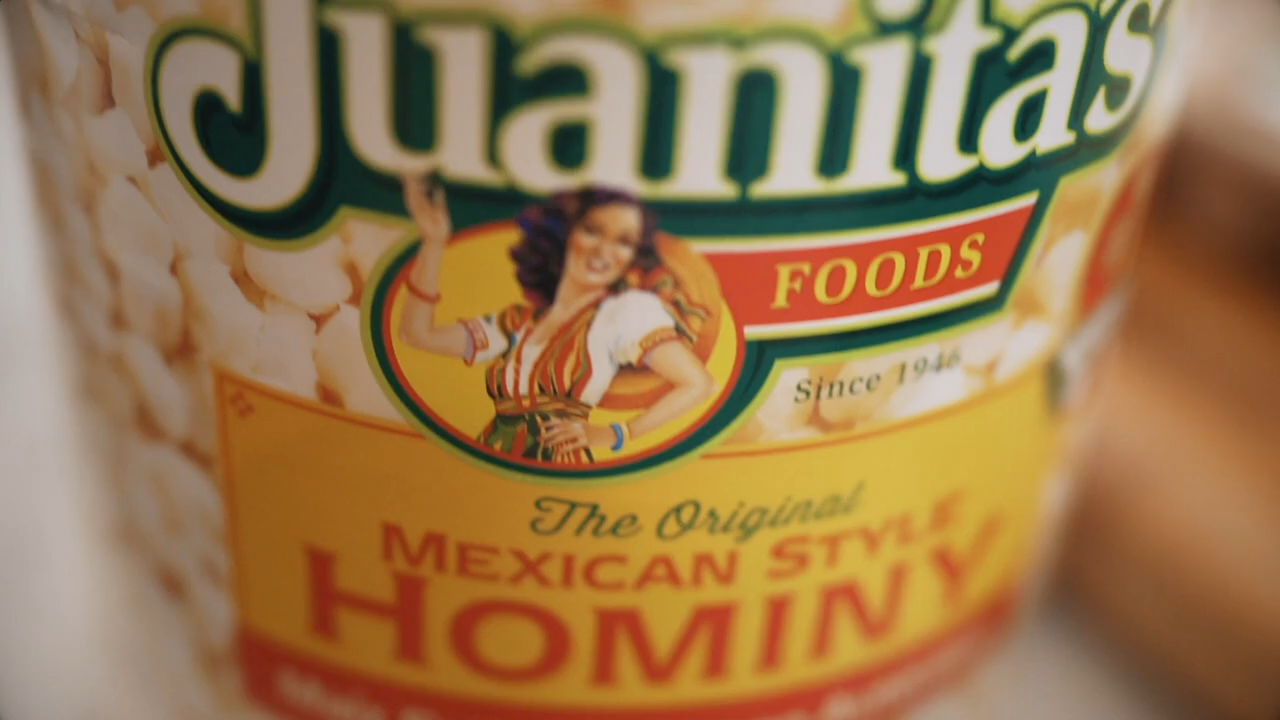 Juanita's
FOODS
Since 1946
The Original
MEXICAN STYLE
HOMINY